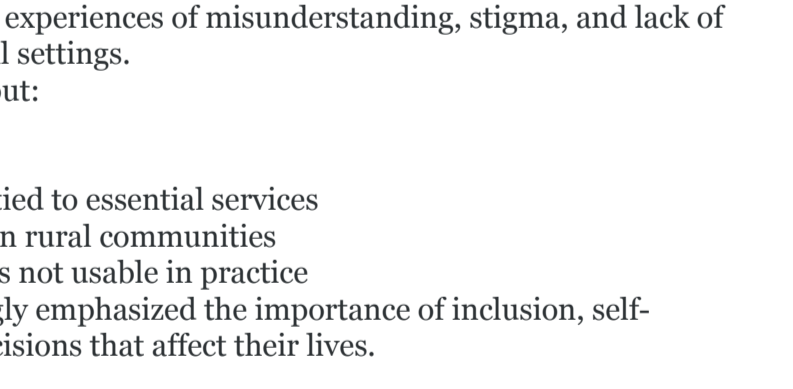 experiences of misunderstanding, stigma, and lack of
l settings.
out:
tied to essential services
n rural communities
s not usable in practice
gly emphasized the importance of inclusion, self-
cisions that affect their lives.